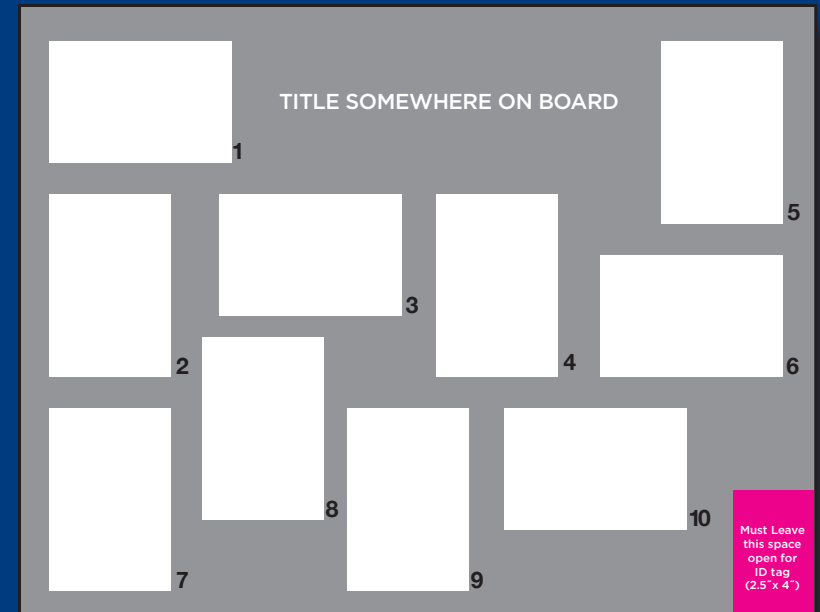 TITLE SOMEWHERE ON BOARD
1
5
3
2
4
6
8
10
7
9
Must Leave
this space
open for
ID tag
(2.5˝x 4˝)